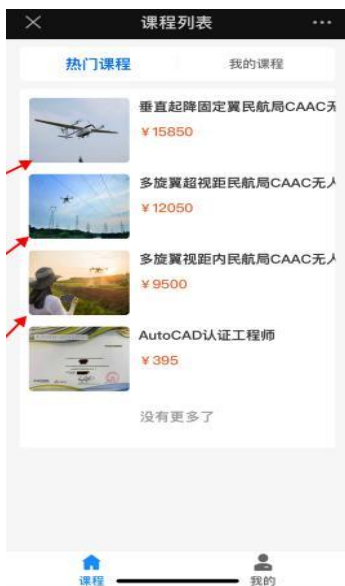 课程列表
热门课程
我的课程
垂直起降固定翼民航局CAAC无
¥15850
多旋翼超视距民航局CAAC无人
¥12050
多旋翼视距内民航局CAAC无人
¥9500
AutoCAD认证工程师
¥395
没有更多了
课程
我的